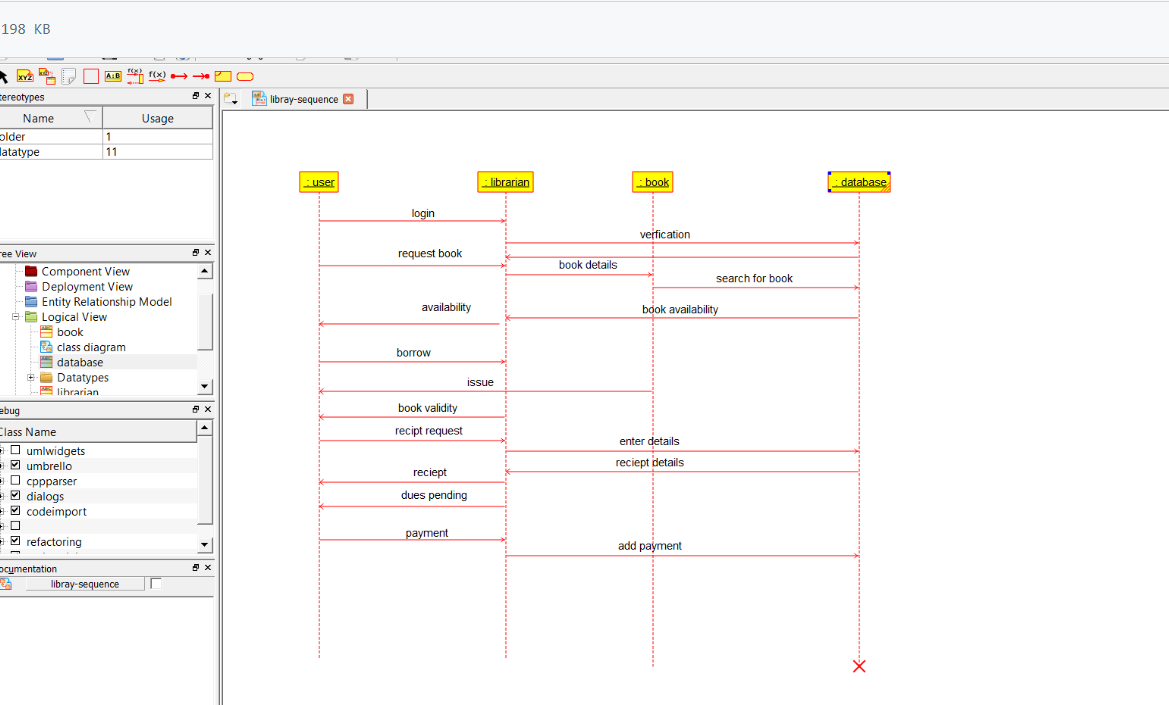 198 KB
XYZ
A:B
f(x)
f(x)
tereotypes
libray-sequence
Name Usage
older 1
datatype 11
: user : librarian : book : database
login
verfication
ree View
request book
book details
Component View
search for book
Deployment View
Entity Relationship Model
availability
book availability
Logical View
book
class diagram
borrow
database
Datatypes
issue
librarian
ebug
book validity
Class Name
recipt request
enter details
umlwidgets
reciept details
umbrello
reciept
cppparser
dialogs
dues pending
codeimport
payment
refactoring
add payment
ocumentation
libray-sequence